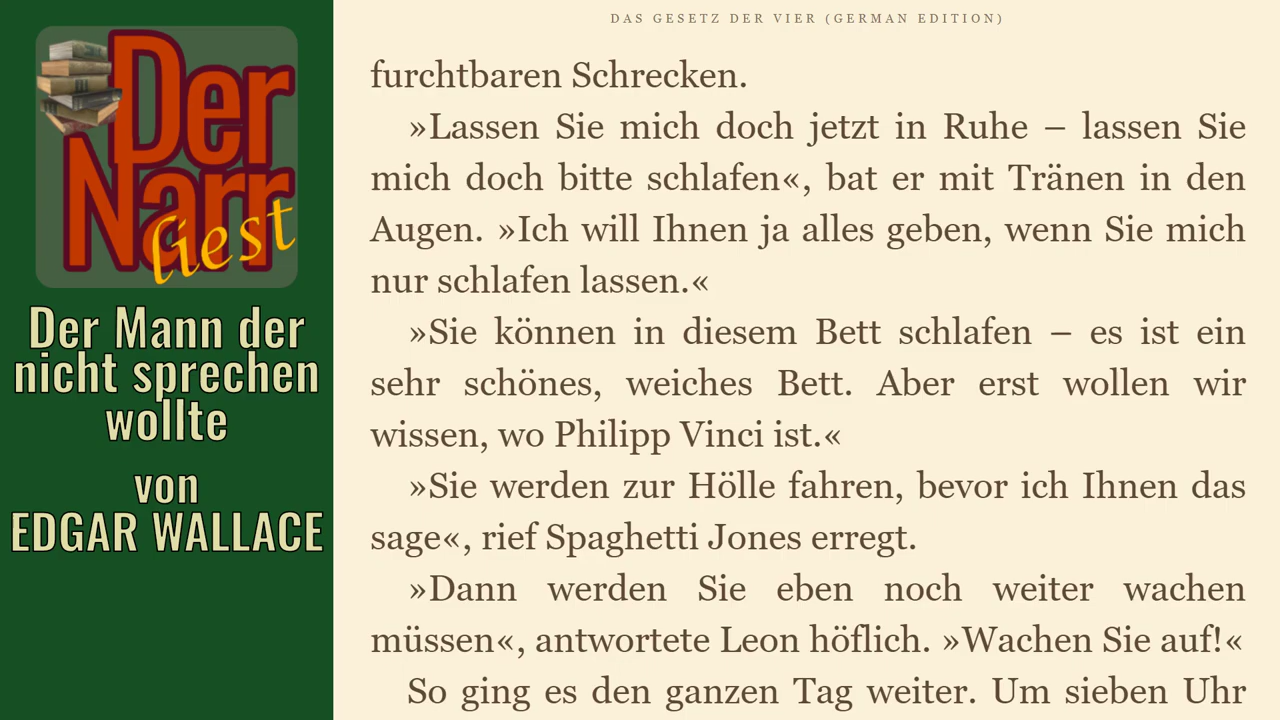 Der
Narr
liest
Der Mann der
nicht sprechen
wollte
von
EDGAR WALLACE
DAS GESETZ DER VIER (GERMAN EDITION)
furchtbaren Schrecken.
»Lassen Sie mich doch jetzt in Ruhe – lassen Sie
mich doch bitte schlafen«, bat er mit Tränen in den
Augen. »Ich will Ihnen ja alles geben, wenn Sie mich
nur schlafen lassen.«
»Sie können in diesem Bett schlafen – es ist ein
sehr schönes, weiches Bett. Aber erst wollen wir
wissen, wo Philipp Vinci ist.«
»Sie werden zur Hölle fahren, bevor ich Ihnen das
sage«, rief Spaghetti Jones erregt.
»Dann werden Sie eben noch weiter wachen
müssen«, antwortete Leon höflich. »Wachen Sie auf!«
So ging es den ganzen Tag weiter. Um sieben Uhr